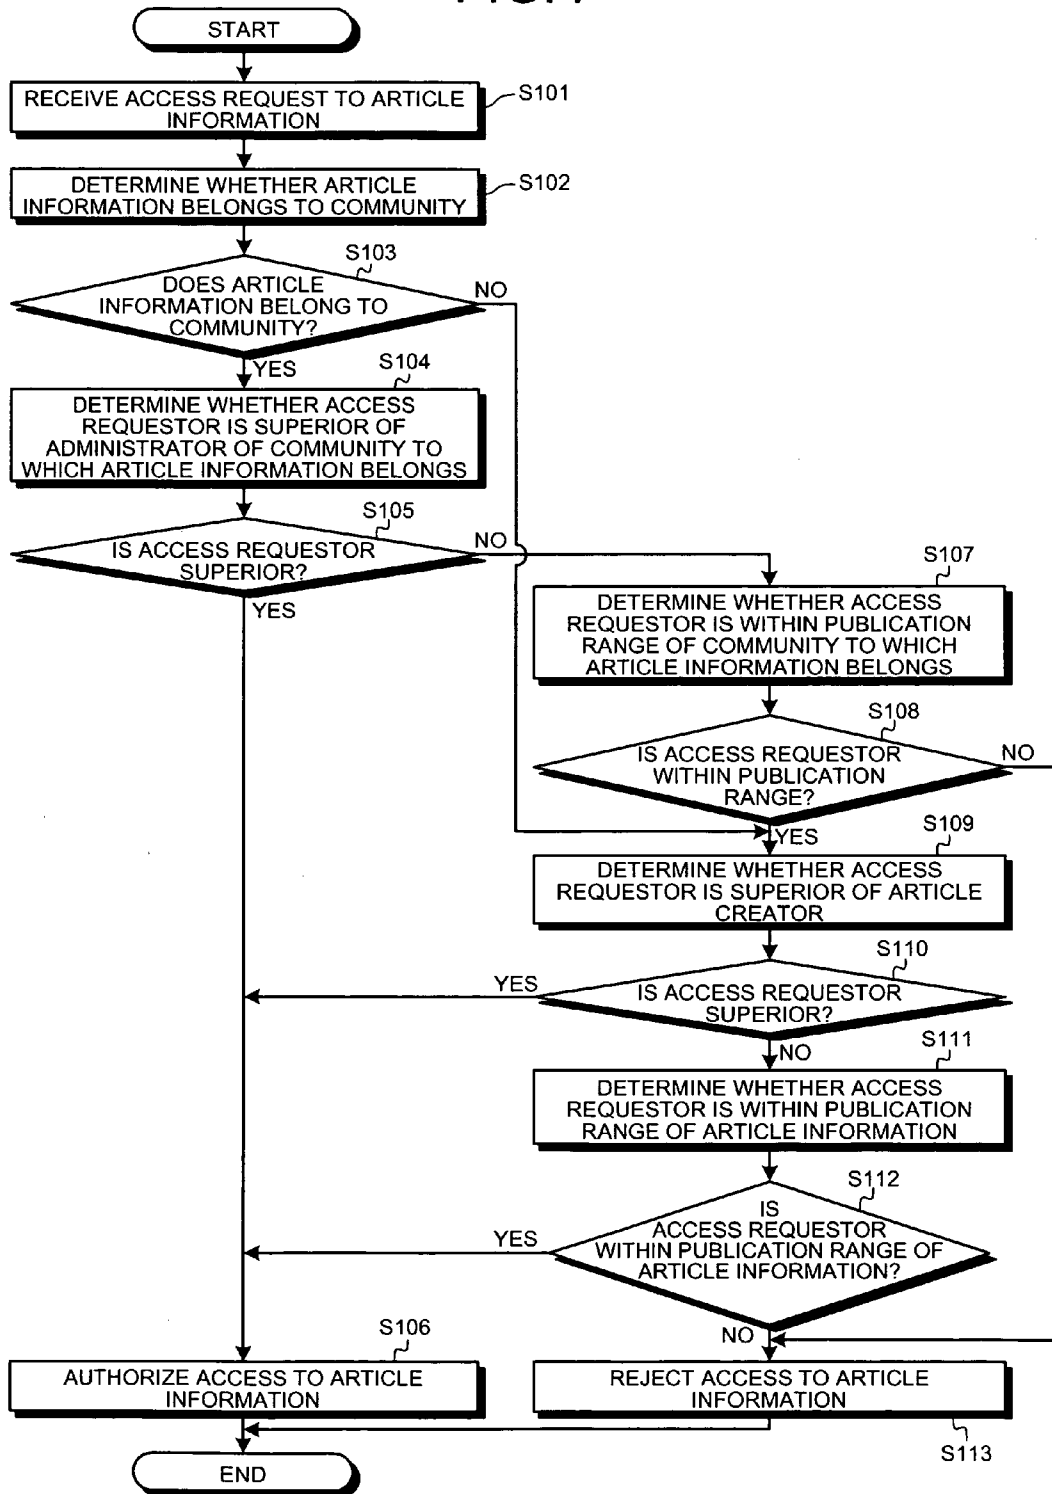 START
RECEIVE ACCESS REQUEST TO ARTICLE
INFORMATION
S101
DETERMINE WHETHER ARTICLE
INFORMATION BELONGS TO COMMUNITY
S102
S103
DOES ARTICLE
INFORMATION BELONG TO
COMMUNITY?
NO
YES
S104
DETERMINE WHETHER ACCESS
REQUESTOR IS SUPERIOR OF
ADMINISTRATOR OF COMMUNITY TO
WHICH ARTICLE INFORMATION BELONGS
S105
IS ACCESS REQUESTOR
SUPERIOR?
NO
YES
S107
DETERMINE WHETHER ACCESS
REQUESTOR IS WITHIN PUBLICATION
RANGE OF COMMUNITY TO WHICH
ARTICLE INFORMATION BELONGS
S108
IS ACCESS REQUESTOR
WITHIN PUBLICATION
RANGE?
NO
YES
S109
DETERMINE WHETHER ACCESS
REQUESTOR IS SUPERIOR OF ARTICLE
CREATOR
S110
IS ACCESS REQUESTOR
SUPERIOR?
YES
NO
S111
DETERMINE WHETHER ACCESS
REQUESTOR IS WITHIN PUBLICATION
RANGE OF ARTICLE INFORMATION
S112
IS
ACCESS REQUESTOR
WITHIN PUBLICATION RANGE OF
ARTICLE INFORMATION?
YES
NO
S106
AUTHORIZE ACCESS TO ARTICLE
INFORMATION
REJECT ACCESS TO ARTICLE
INFORMATION
S113
END